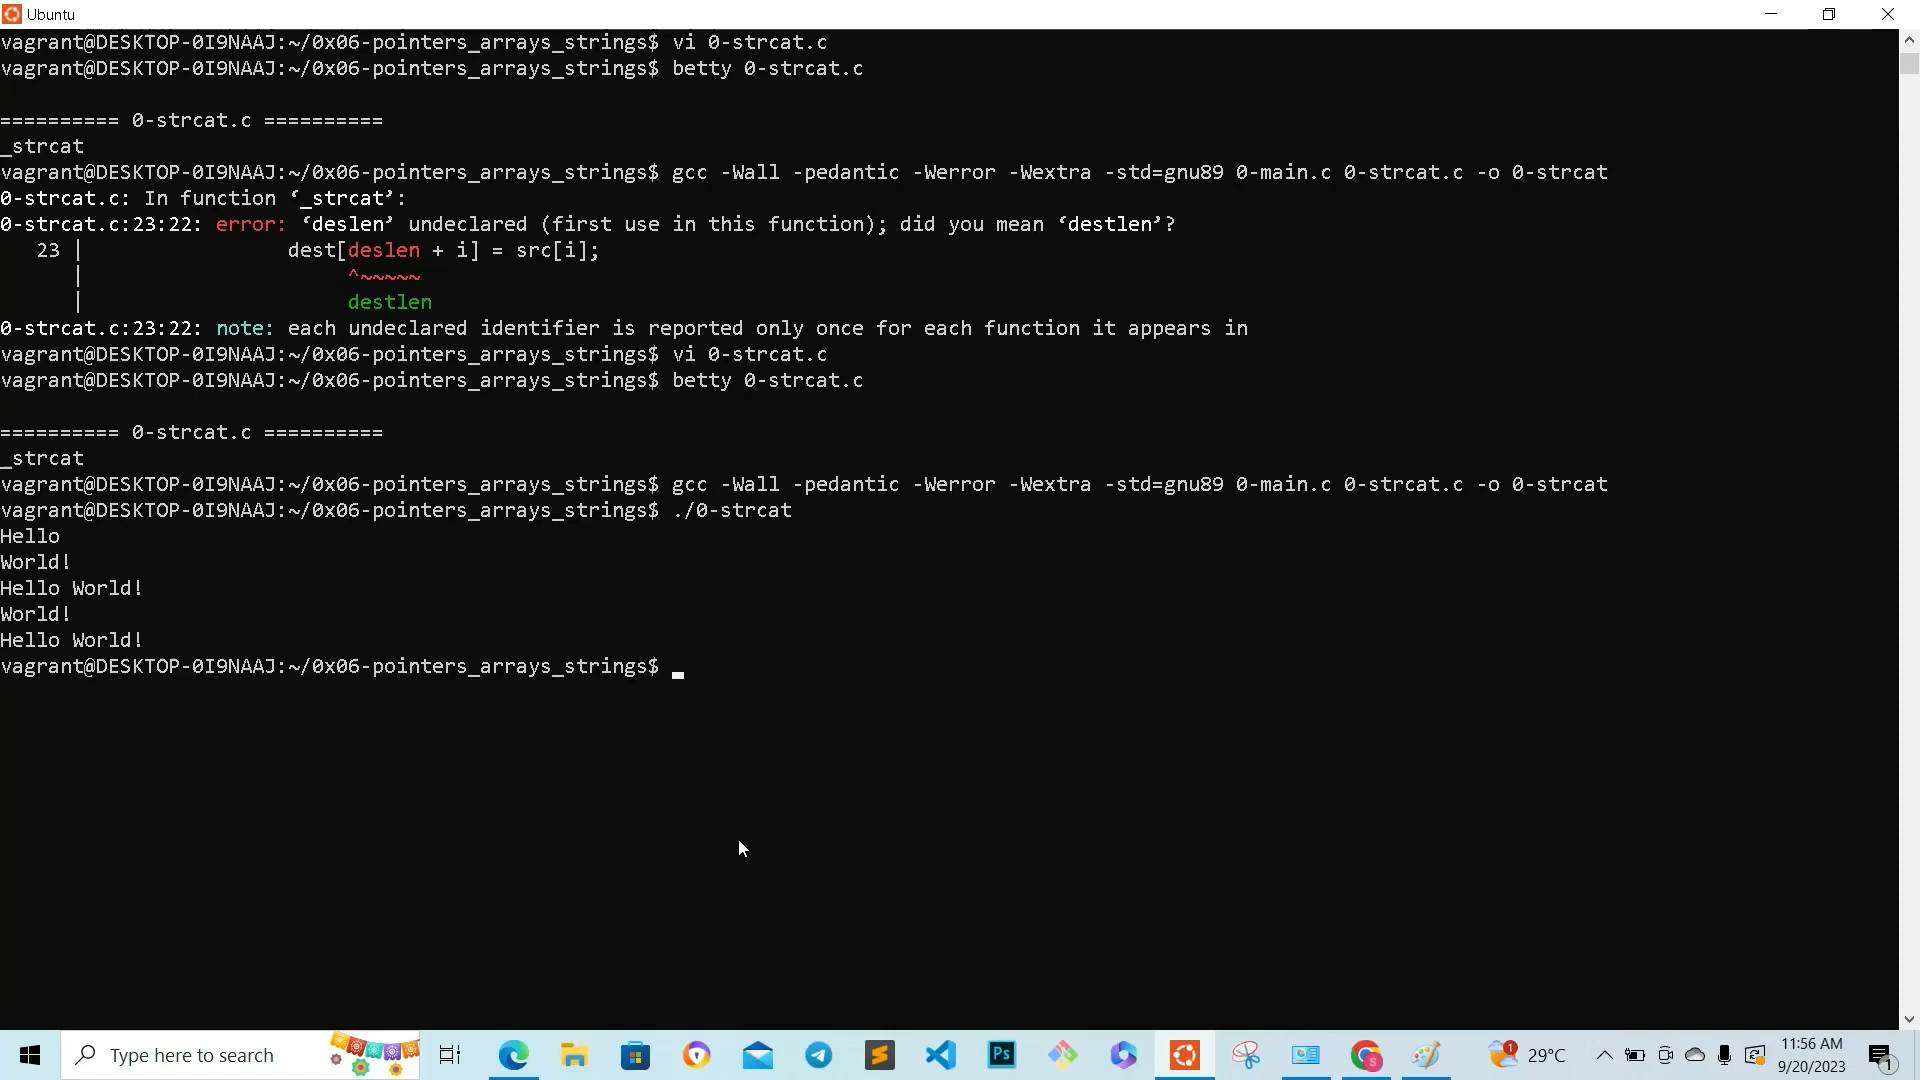 Ubuntu
vagrant@DESKTOP-0I9NAAJ:~/0x06-pointers_arrays_strings$ vi 0-strcat.c
vagrant@DESKTOP-0I9NAAJ:~/0x06-pointers_arrays_strings$ betty 0-strcat.c
========== 0-strcat.c ==========
_strcat
vagrant@DESKTOP-0I9NAAJ:~/0x06-pointers_arrays_strings$ gcc -Wall -pedantic -Werror -Wextra -std=gnu89 0-main.c 0-strcat.c -o 0-strcat
0-strcat.c: In function ‘_strcat’:
0-strcat.c:23:22: error: ‘deslen’ undeclared (first use in this function); did you mean ‘destlen’?
   23 |                 dest[deslen + i] = src[i];
      |                      ^~~~~~
      |                      destlen
0-strcat.c:23:22: note: each undeclared identifier is reported only once for each function it appears in
vagrant@DESKTOP-0I9NAAJ:~/0x06-pointers_arrays_strings$ vi 0-strcat.c
vagrant@DESKTOP-0I9NAAJ:~/0x06-pointers_arrays_strings$ betty 0-strcat.c
========== 0-strcat.c ==========
_strcat
vagrant@DESKTOP-0I9NAAJ:~/0x06-pointers_arrays_strings$ gcc -Wall -pedantic -Werror -Wextra -std=gnu89 0-main.c 0-strcat.c -o 0-strcat
vagrant@DESKTOP-0I9NAAJ:~/0x06-pointers_arrays_strings$ ./0-strcat
Hello
World!
Hello World!
World!
Hello World!
vagrant@DESKTOP-0I9NAAJ:~/0x06-pointers_arrays_strings$
Type here to search
Ps
S
1
29°C
11:56 AM
9/20/2023
1